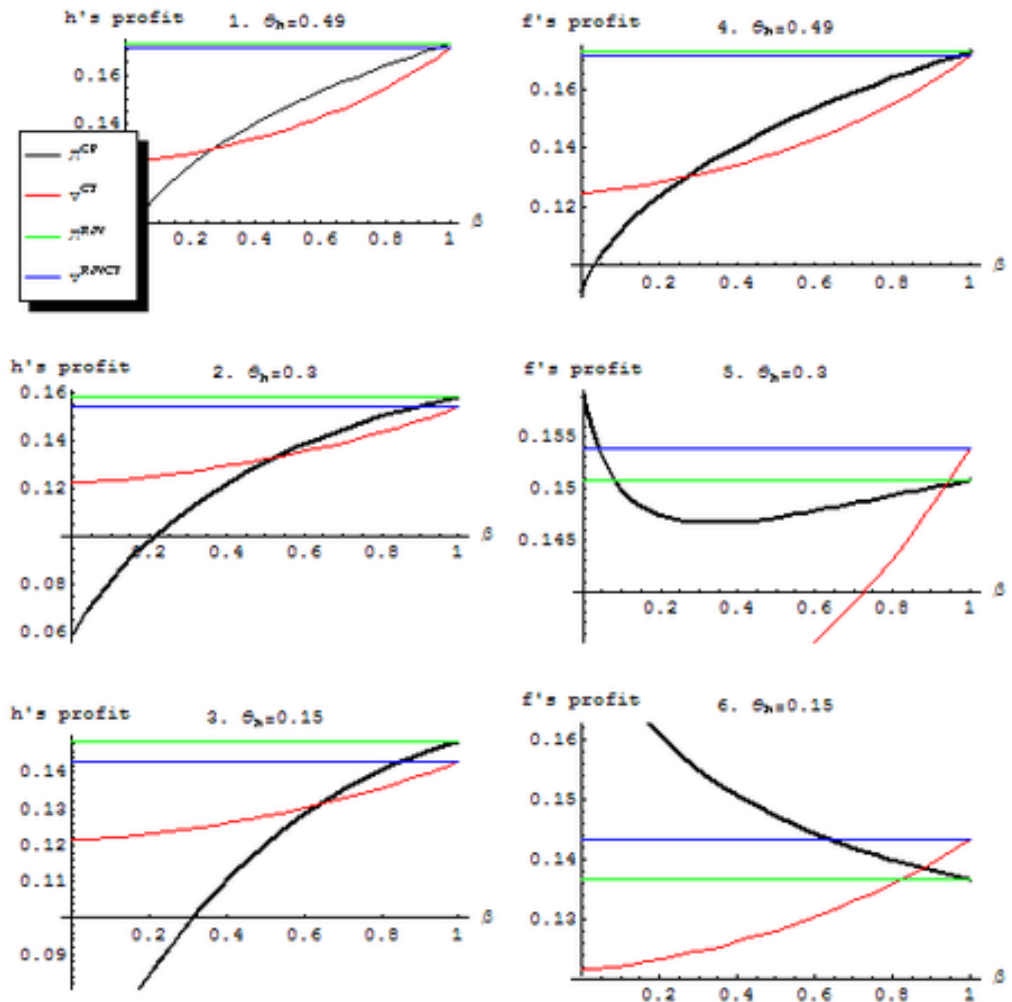 h's profit
1. θh=0.49
0.16
0.14
0.2 0.4 0.6 0.8 1 β
f's profit
4. θh=0.49
0.16
0.14
0.12
0.2 0.4 0.6 0.8 1 β
h's profit
2. θh=0.3
0.16
0.14
0.12
0.08
0.06
0.2 0.4 0.6 0.8 1 β
f's profit
5. θh=0.3
0.155
0.15
0.145
0.2 0.4 0.6 0.8 1 β
h's profit
3. θh=0.15
0.14
0.13
0.12
0.11
0.09
0.2 0.4 0.6 0.8 1 β
f's profit
6. θh=0.15
0.16
0.15
0.14
0.13
0.2 0.4 0.6 0.8 1 β